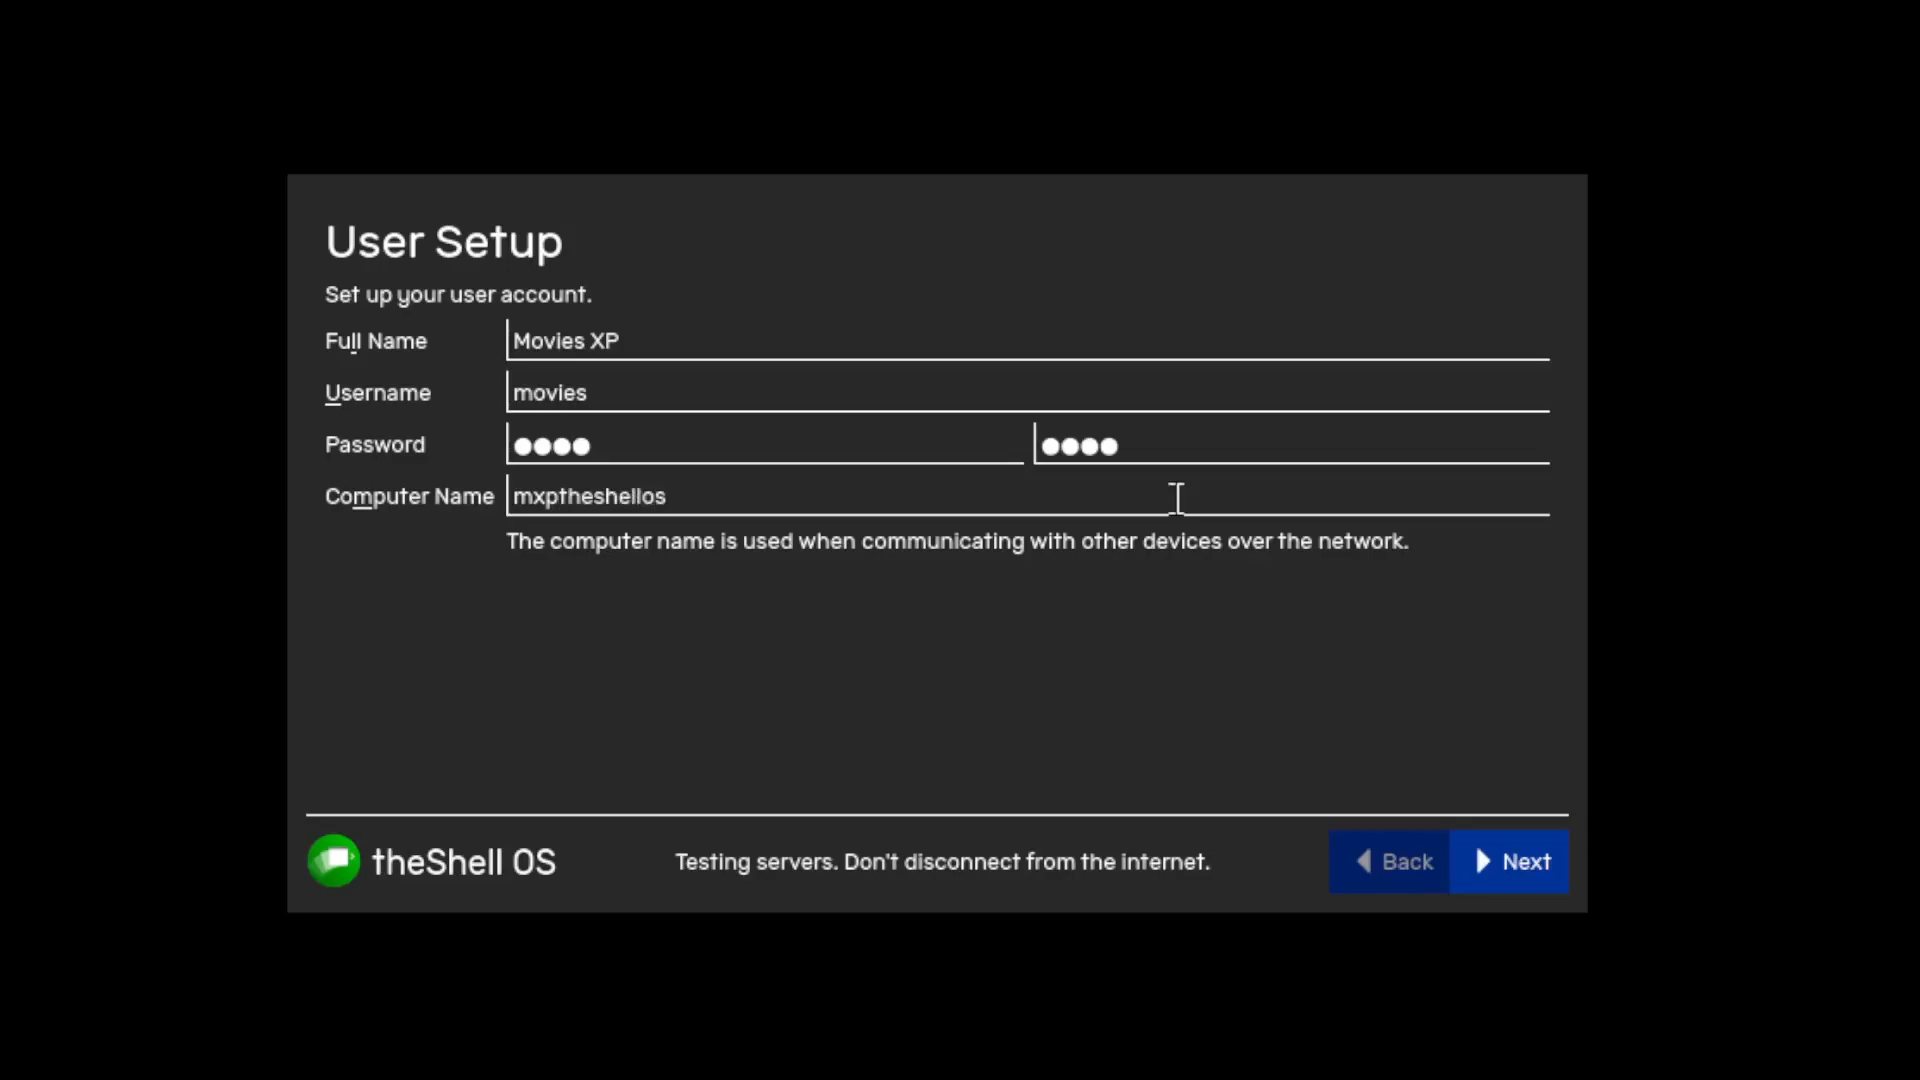 User Setup
Set up your user account.
Full Name Movies XP
Username movies
Password ●●●● ●●●●
Computer Name mxptheshellos
The computer name is used when communicating with other devices over the network.
theShell OS Testing servers. Don't disconnect from the internet. Back Next